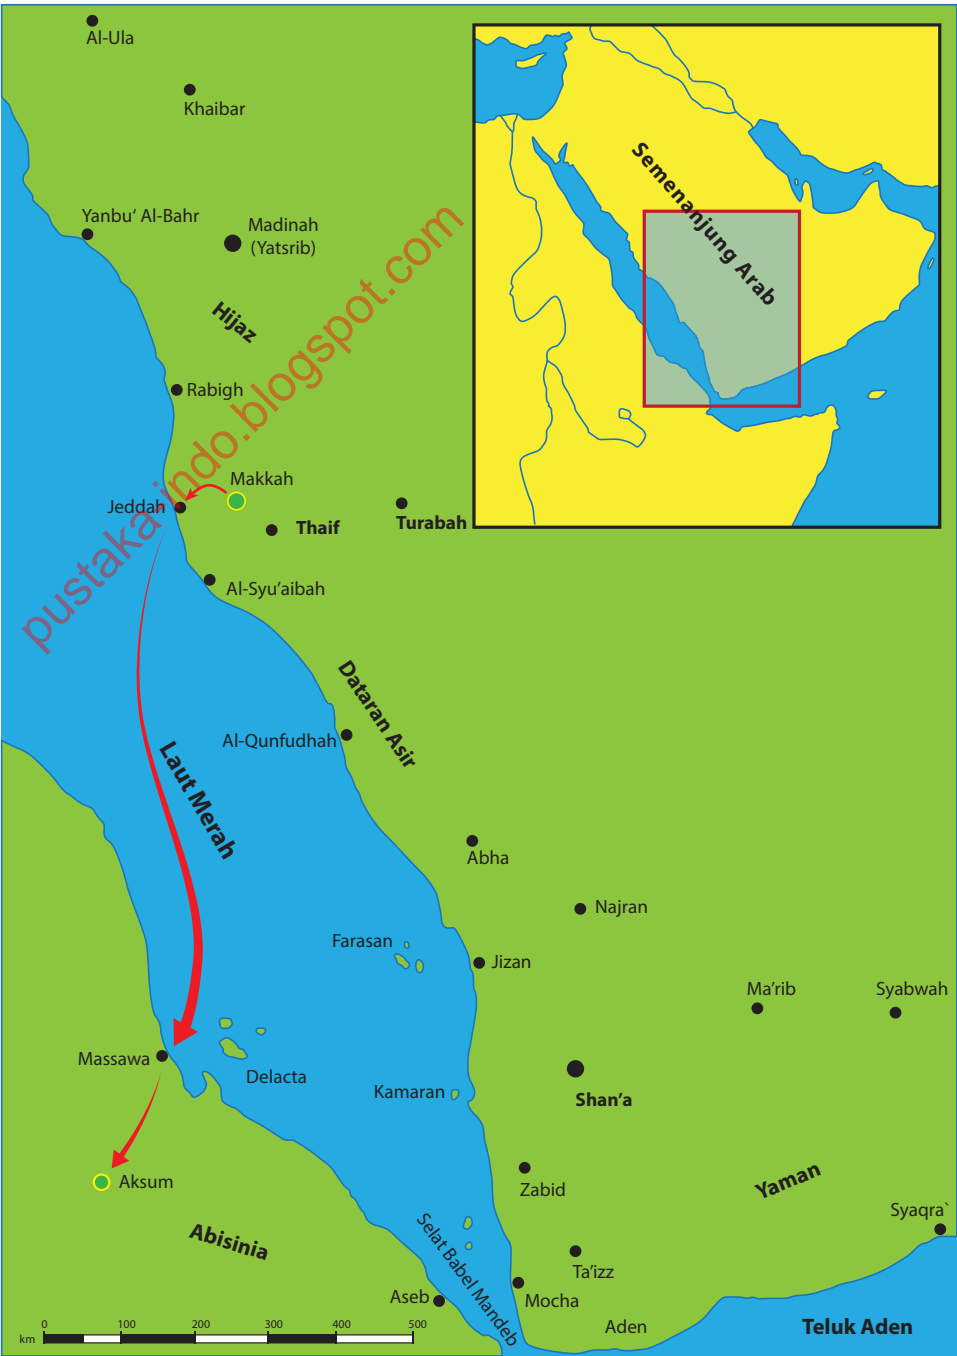 Al-Ula
Khaibar
Yanbu’ Al-Bahr
Madinah
(Yatsrib)
Semenanjung Arab
Hijaz
pustaka-indo.blogspot.com
Rabigh
Makkah
Jeddah
Thaif
Turabah
Al-Syu’aibah
Dataran Asir
Al-Qunfudhah
Laut Merah
Abha
Najran
Farasan
Jizan
Ma’rib
Syabwah
Massawa
Delacta
Kamaran
Shan’a
Aksum
Zabid
Yaman
Syaqra`
Abisinia
Selat Babel Mandeb
Ta’izz
Aseb
Mocha
Aden
Teluk Aden
0 100 200 300 400 500
km